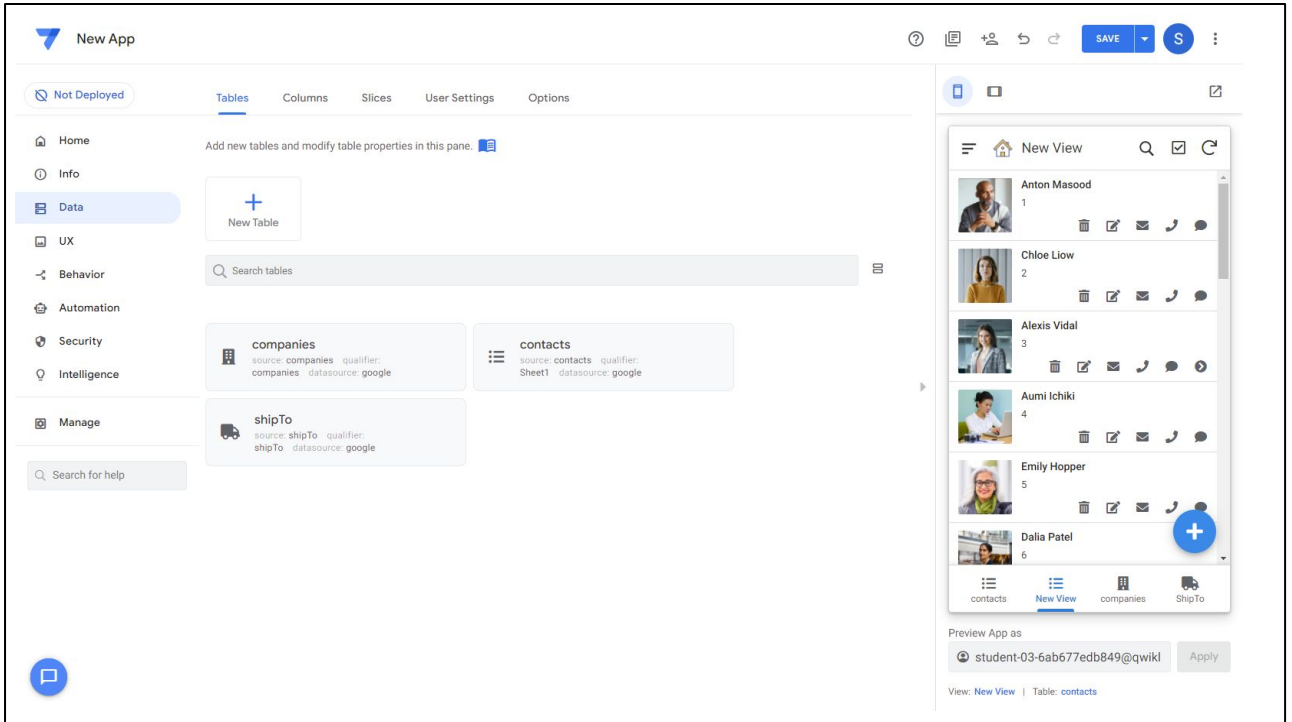 New App
SAVE
S
Not Deployed
Tables Columns Slices User Settings Options
Home
Info
Data
UX
Behavior
Automation
Security
Intelligence
Manage
Search for help
Add new tables and modify table properties in this pane.
New Table
Search tables
companies
source: companies qualifier:
companies datasource: google
contacts
source: contacts qualifier:
Sheet1 datasource: google
shipTo
source: shipTo qualifier:
shipTo datasource: google
New View
Anton Masood
1
Chloe Liow
2
Alexis Vidal
3
Aumi Ichiki
4
Emily Hopper
5
Dalia Patel
6
contacts New View companies ShipTo
Preview App as
student-03-6ab677edb849@qwikl Apply
View: New View | Table: contacts